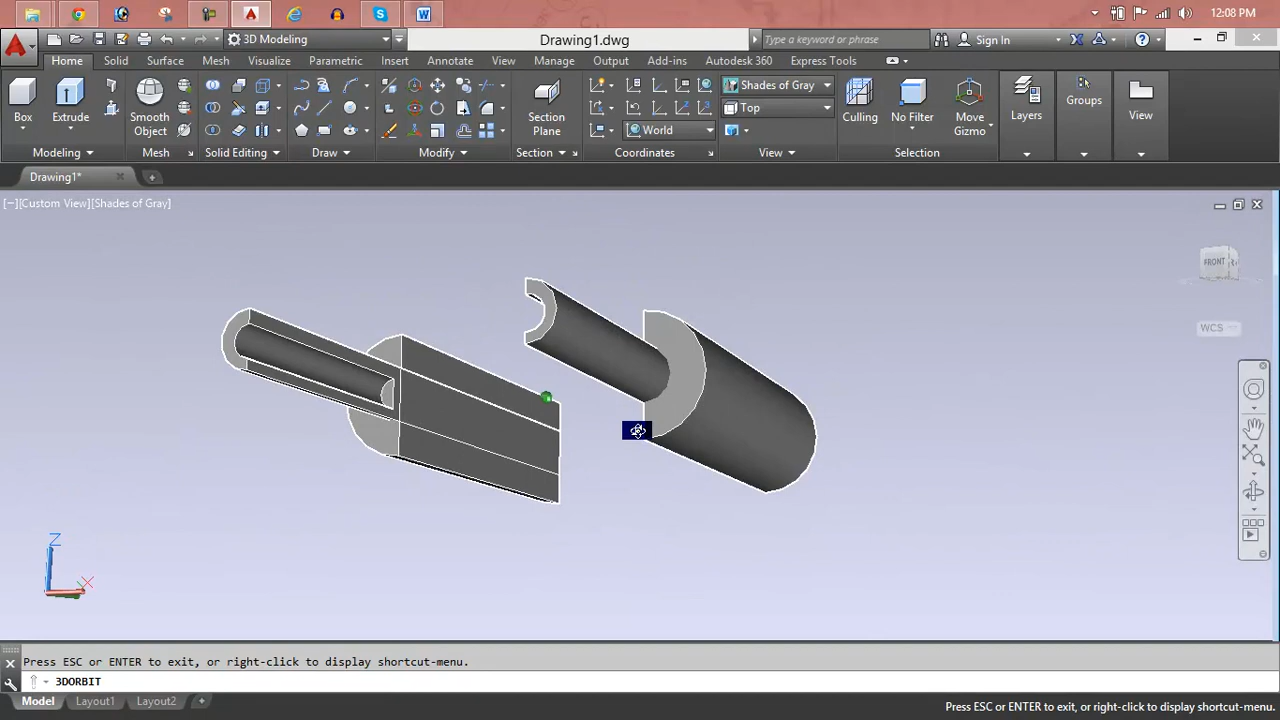 12:08 PM
3D Modeling
Drawing1.dwg
Type a keyword or phrase
Sign In
Home Solid Surface Mesh Visualize Parametric Insert Annotate View Manage Output Add-ins Autodesk 360 Express Tools
Box
Extrude
Smooth
Object
Section
Plane
World
Shades of Gray
Top
Culling
No Filter
Move
Gizmo
Layers
Groups
View
Modeling
Mesh
Solid Editing
Draw
Modify
Section
Coordinates
View
Selection
Drawing1*
[−][Custom View][Shades of Gray]
FRONT
WCS
Z
X
Press ESC or ENTER to exit, or right-click to display shortcut-menu.
3DORBIT
Model Layout1 Layout2
Press ESC or ENTER to exit, or right-click to display shortcut-menu.